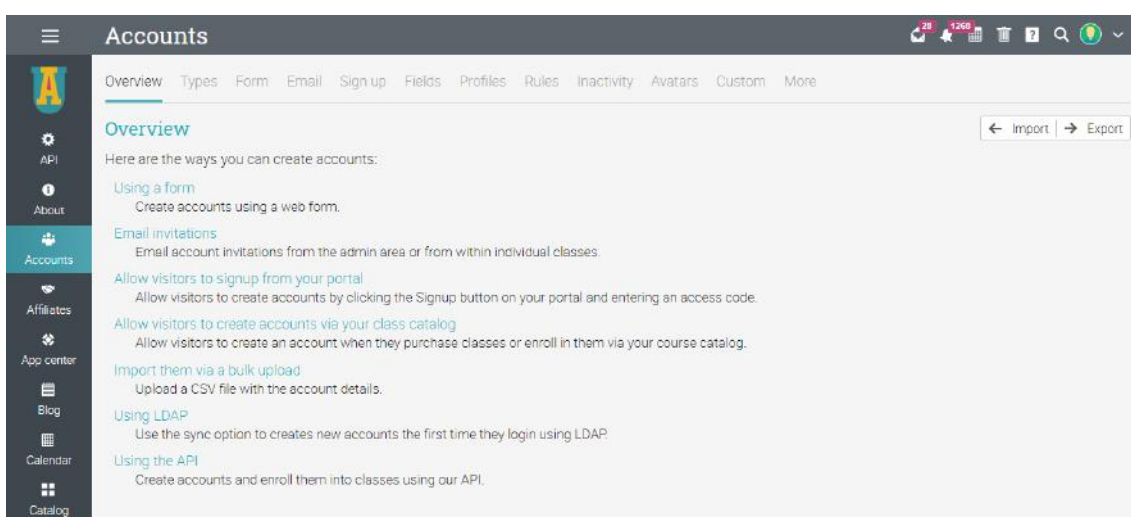 Accounts
28
1268
Overview Types Form Email Sign up Fields Profiles Rules Inactivity Avatars Custom More
Overview
Import
Export
Here are the ways you can create accounts:
Using a form
Create accounts using a web form.
Email invitations
Email account invitations from the admin area or from within individual classes.
Allow visitors to signup from your portal
Allow visitors to create accounts by clicking the Signup button on your portal and entering an access code.
Allow visitors to create accounts via your class catalog
Allow visitors to create an account when they purchase classes or enroll in them via your course catalog.
Import them via a bulk upload
Upload a CSV file with the account details.
Using LDAP
Use the sync option to creates new accounts the first time they login using LDAP.
Using the API
Create accounts and enroll them into classes using our API.
A
API
About
Accounts
Affiliates
App center
Blog
Calendar
Catalog